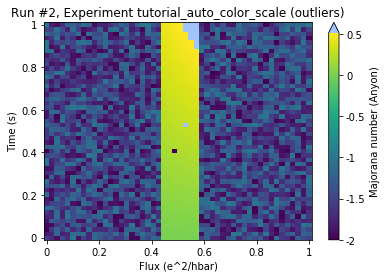 Run #2, Experiment tutorial_auto_color_scale (outliers)
Time (s)
1
0.8
0.6
0.4
0.2
0
0 0.2 0.4 0.6 0.8 1
Flux (e^2/hbar)
0.5
0
-0.5
-1
-1.5
-2
Majorana number (Anyon)